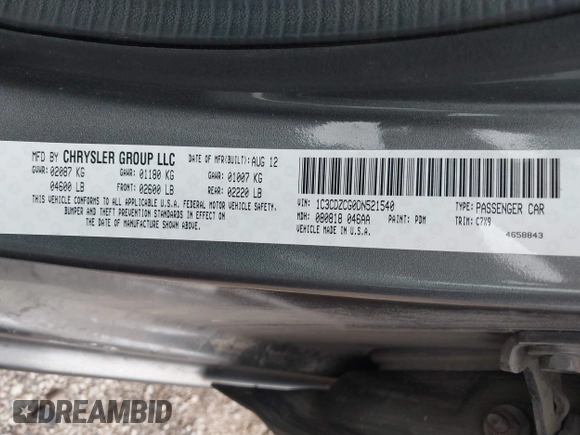 MFD BY CHRYSLER GROUP LLC DATE OF MFR(BUILT): AUG 12
GVWR: 02087 KG GAWR: 01180 KG GAWR: 01007 KG
04600 LB FRONT: 02600 LB REAR: 02220 LB
THIS VEHICLE CONFORMS TO ALL APPLICABLE U.S.A. FEDERAL MOTOR VEHICLE SAFETY,
BUMPER AND THEFT PREVENTION STANDARDS IN EFFECT ON
THE DATE OF MANUFACTURE SHOWN ABOVE.
VIN: 1C3CDZCG0DN521540 TYPE: PASSENGER CAR
MDH: 080818 046AA PAINT: PDM TRIM: C7X9
VEHICLE MADE IN U.S.A. 4658843
DREAMBID